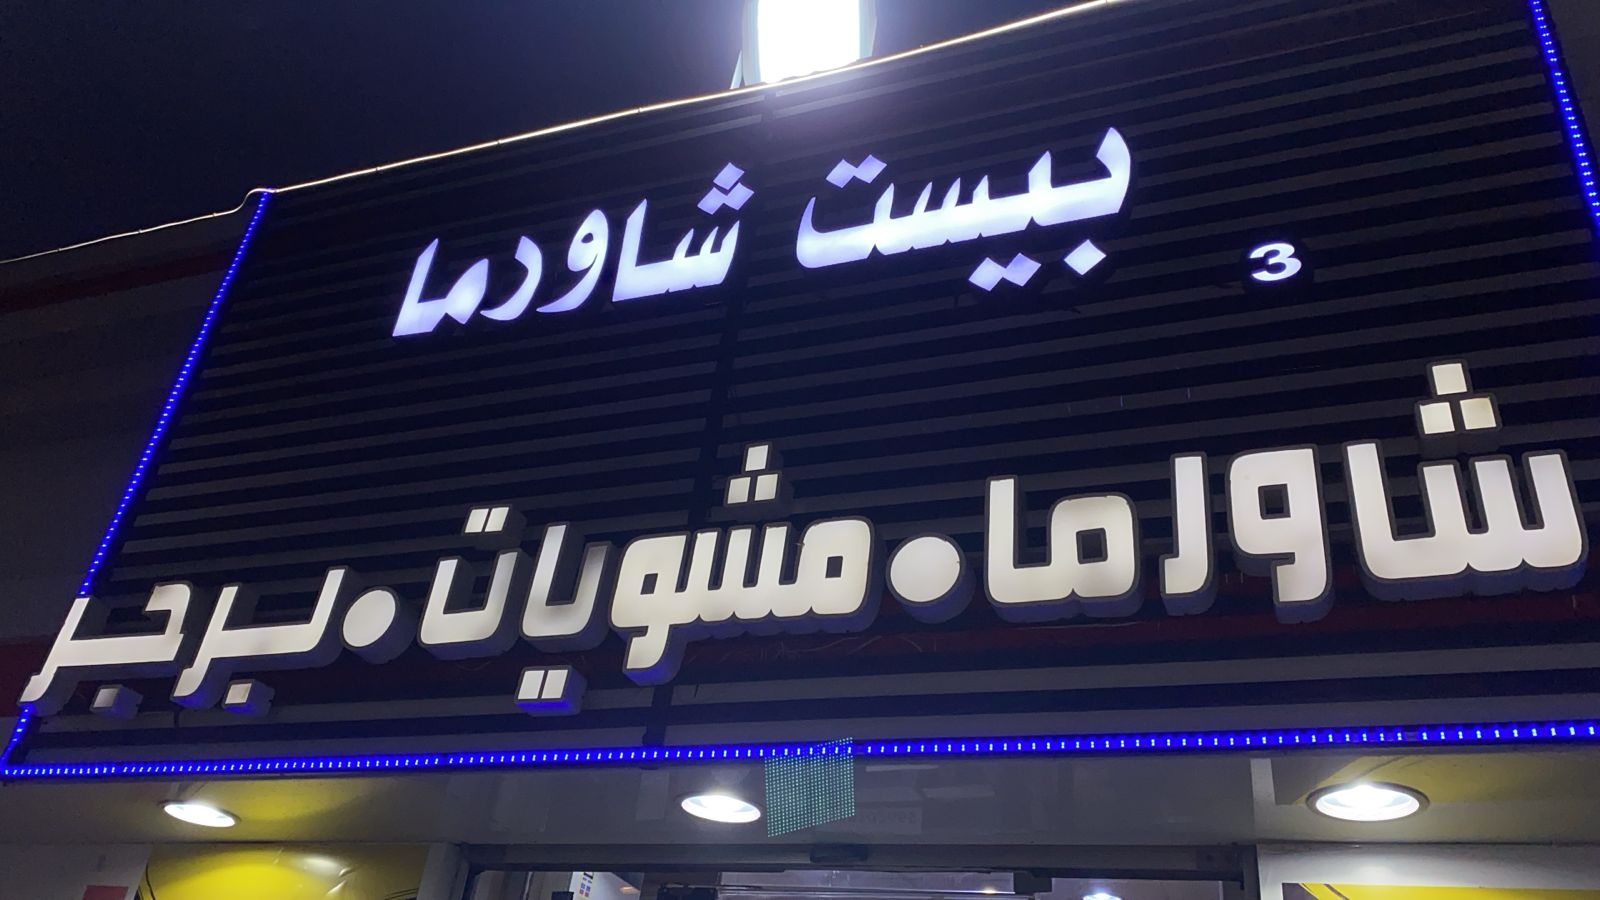 بيست شاورما
3
شاورما • مشويات • برجر